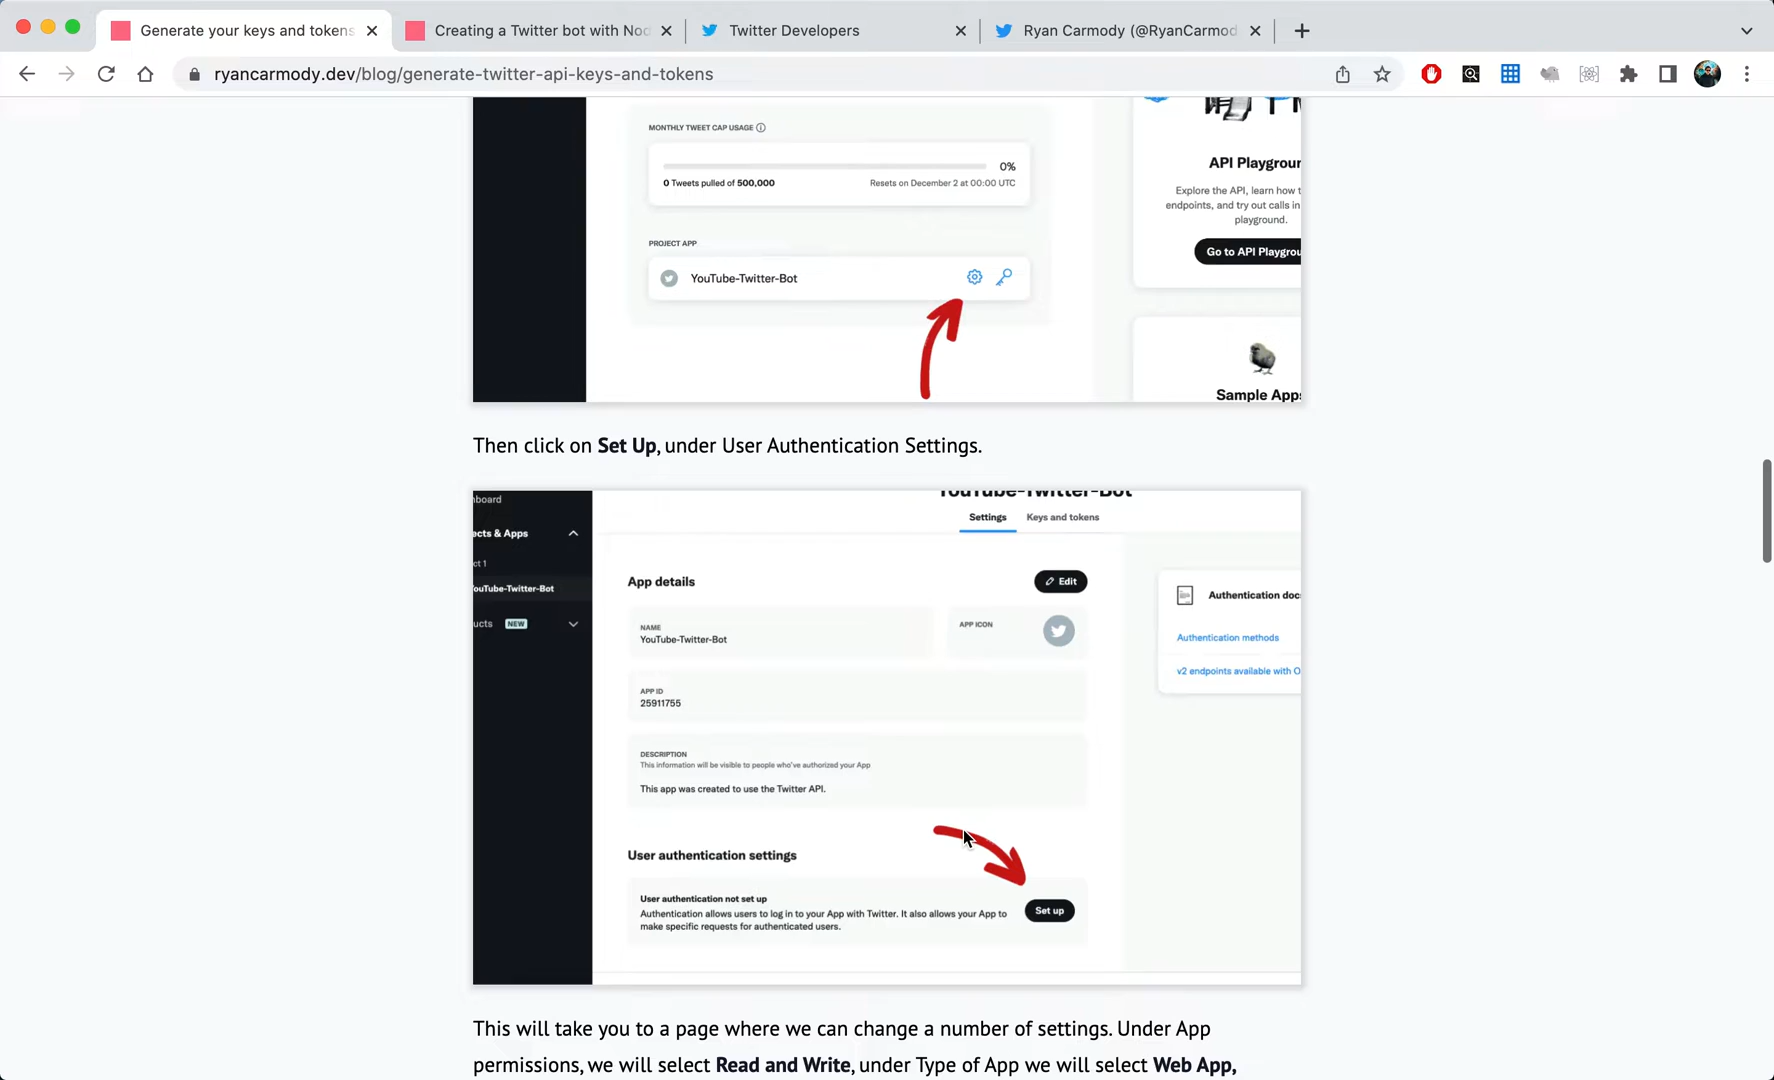 Generate your keys and tokens
Creating a Twitter bot with Nod
Twitter Developers
Ryan Carmody (@RyanCarmod
ryancarmody.dev/blog/generate-twitter-api-keys-and-tokens
MONTHLY TWEET CAP USAGE
0%
0 Tweets pulled of 500,000
Resets on December 2 at 00:00 UTC
PROJECT APP
YouTube-Twitter-Bot
API Playgroun
Explore the API, learn how t
endpoints, and try out calls in
playground.
Go to API Playgrou
Sample Apps
Then click on Set Up, under User Authentication Settings.
board
ects & Apps
ct 1
ouTube-Twitter-Bot
ucts NEW
YouTube-Twitter-Bot
Settings
Keys and tokens
App details
Edit
NAME
YouTube-Twitter-Bot
APP ICON
APP ID
25911755
DESCRIPTION
This information will be visible to people who've authorized your App
This app was created to use the Twitter API.
User authentication settings
User authentication not set up
Authentication allows users to log in to your App with Twitter. It also allows your App to
make specific requests for authenticated users.
Set up
Authentication doc
Authentication methods
v2 endpoints available with O
This will take you to a page where we can change a number of settings. Under App
permissions, we will select Read and Write, under Type of App we will select Web App,